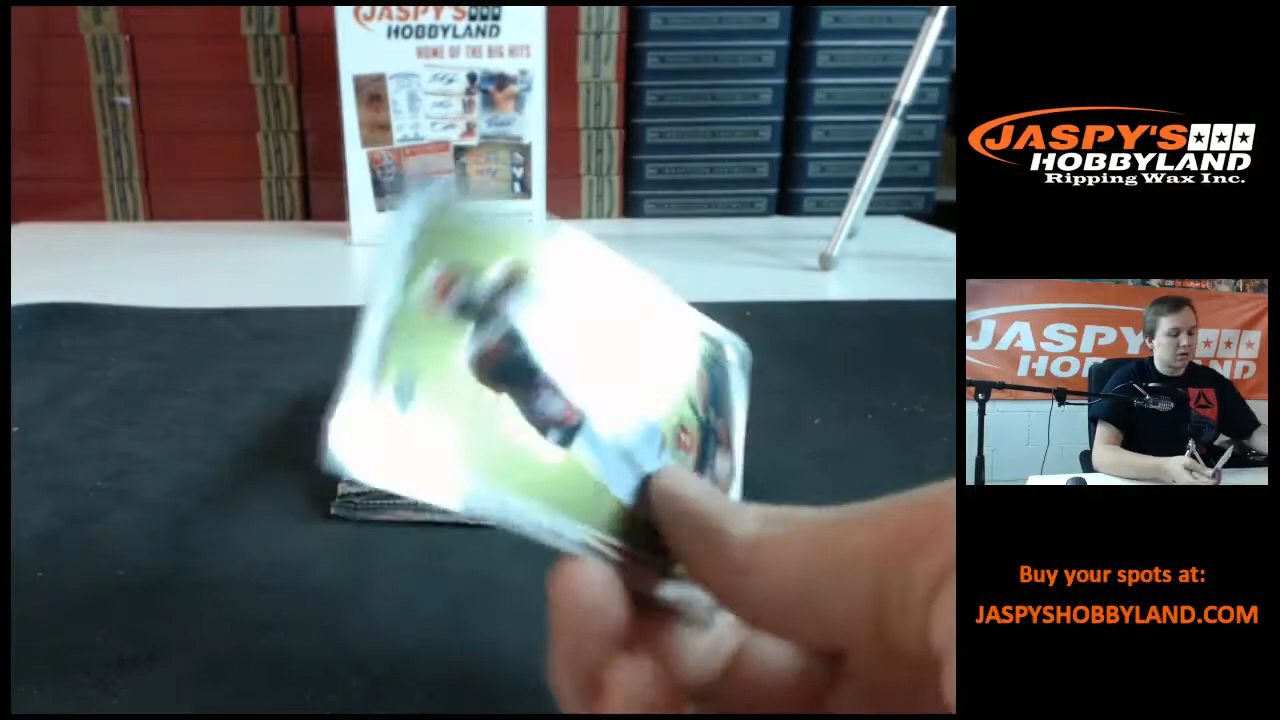 JASPY'S
HOBBYLAND
HOME OF THE BIG HITS
JASPY'S
HOBBYLAND
Ripping Wax Inc.
JASPY'S
Buy your spots at:
JASPYSHOBBYLAND.COM